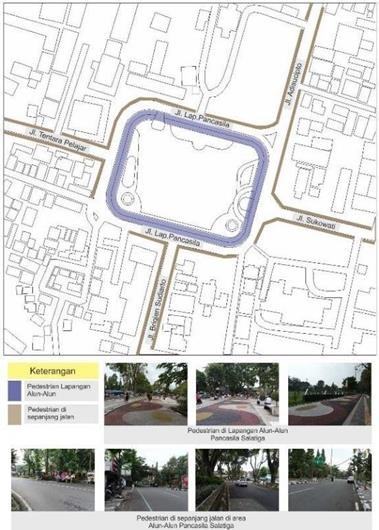 Jl. Lap.Pancasila
Jl. Adisucipto
Jl. Tentara Pelajar
Jl. Sukowati
Jl. Lap.Pancasila
Jl. Brigjen Sudiarto
Keterangan
Pedestrian Lapangan
Alun-Alun
Pedestrian di
sepanjang jalan
Pedestrian di Lapangan Alun-Alun
Pancasila Salatiga
Pedestrian di sepanjang jalan di area
Alun-Alun Pancasila Salatiga